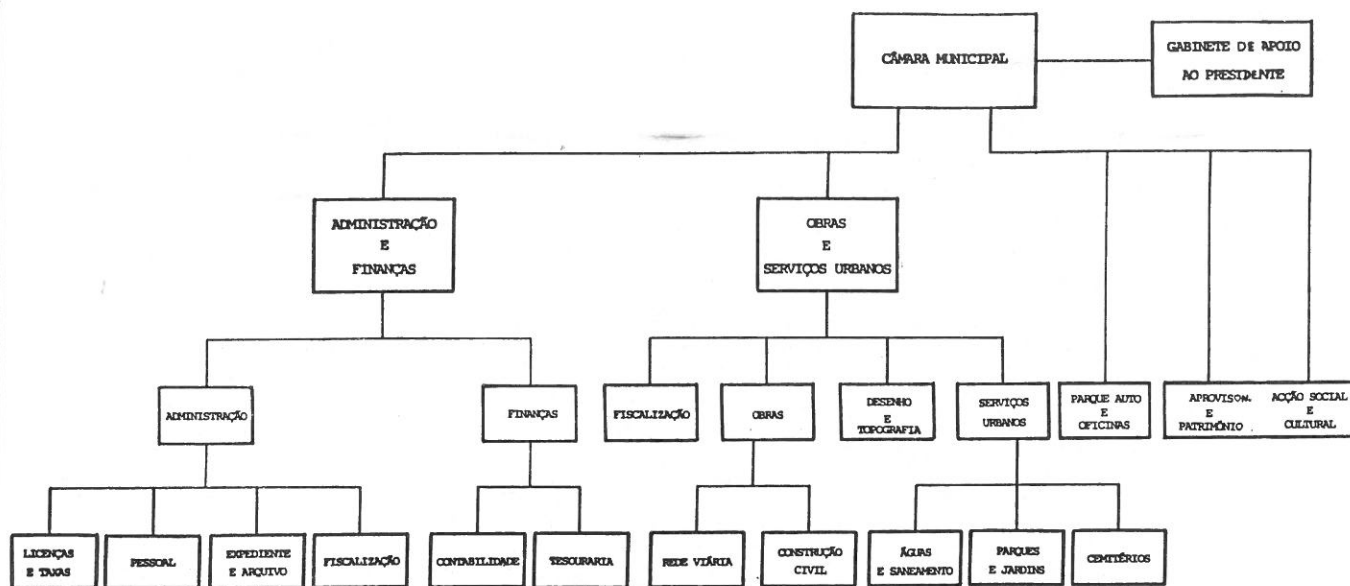 CÂMARA MUNICIPAL
GABINETE DE APOIO
AO PRESIDENTE
ADMINISTRAÇÃO
E
FINANÇAS
OBRAS
E
SERVIÇOS URBANOS
ADMINISTRAÇÃO
FINANÇAS
FISCALIZAÇÃO
OBRAS
DESENHO
E
TOPOGRAFIA
SERVIÇOS
URBANOS
PARQUE AUTO
E
OFICINAS
APROVISON.
E
PATRIMÓNIO
ACÇÃO SOCIAL
E
CULTURAL
LICENÇAS
E TAXAS
PESSOAL
EXPEDIENTE
E ARQUIVO
FISCALIZAÇÃO
CONTABILIDADE
TESOURARIA
REDE VIÁRIA
CONSTRUÇÃO
CIVIL
ÁGUAS
E SANEAMENTO
PARQUES
E JARDINS
CEMITÉRIOS